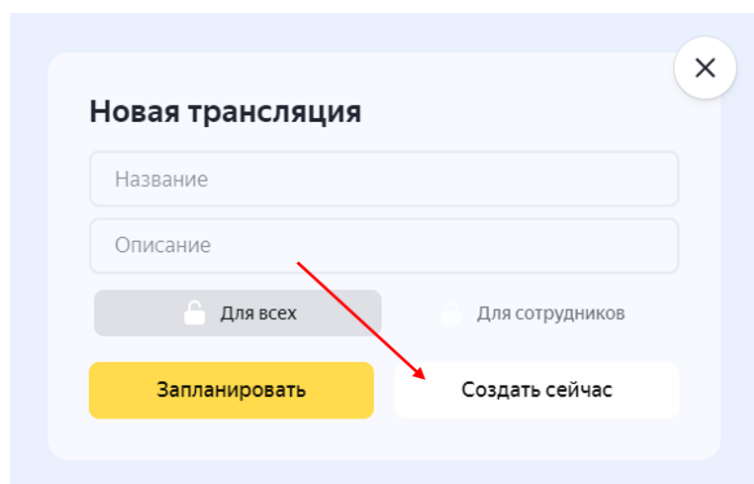 Новая трансляция
Название
Описание
Для всех Для сотрудников
Запланировать Создать сейчас